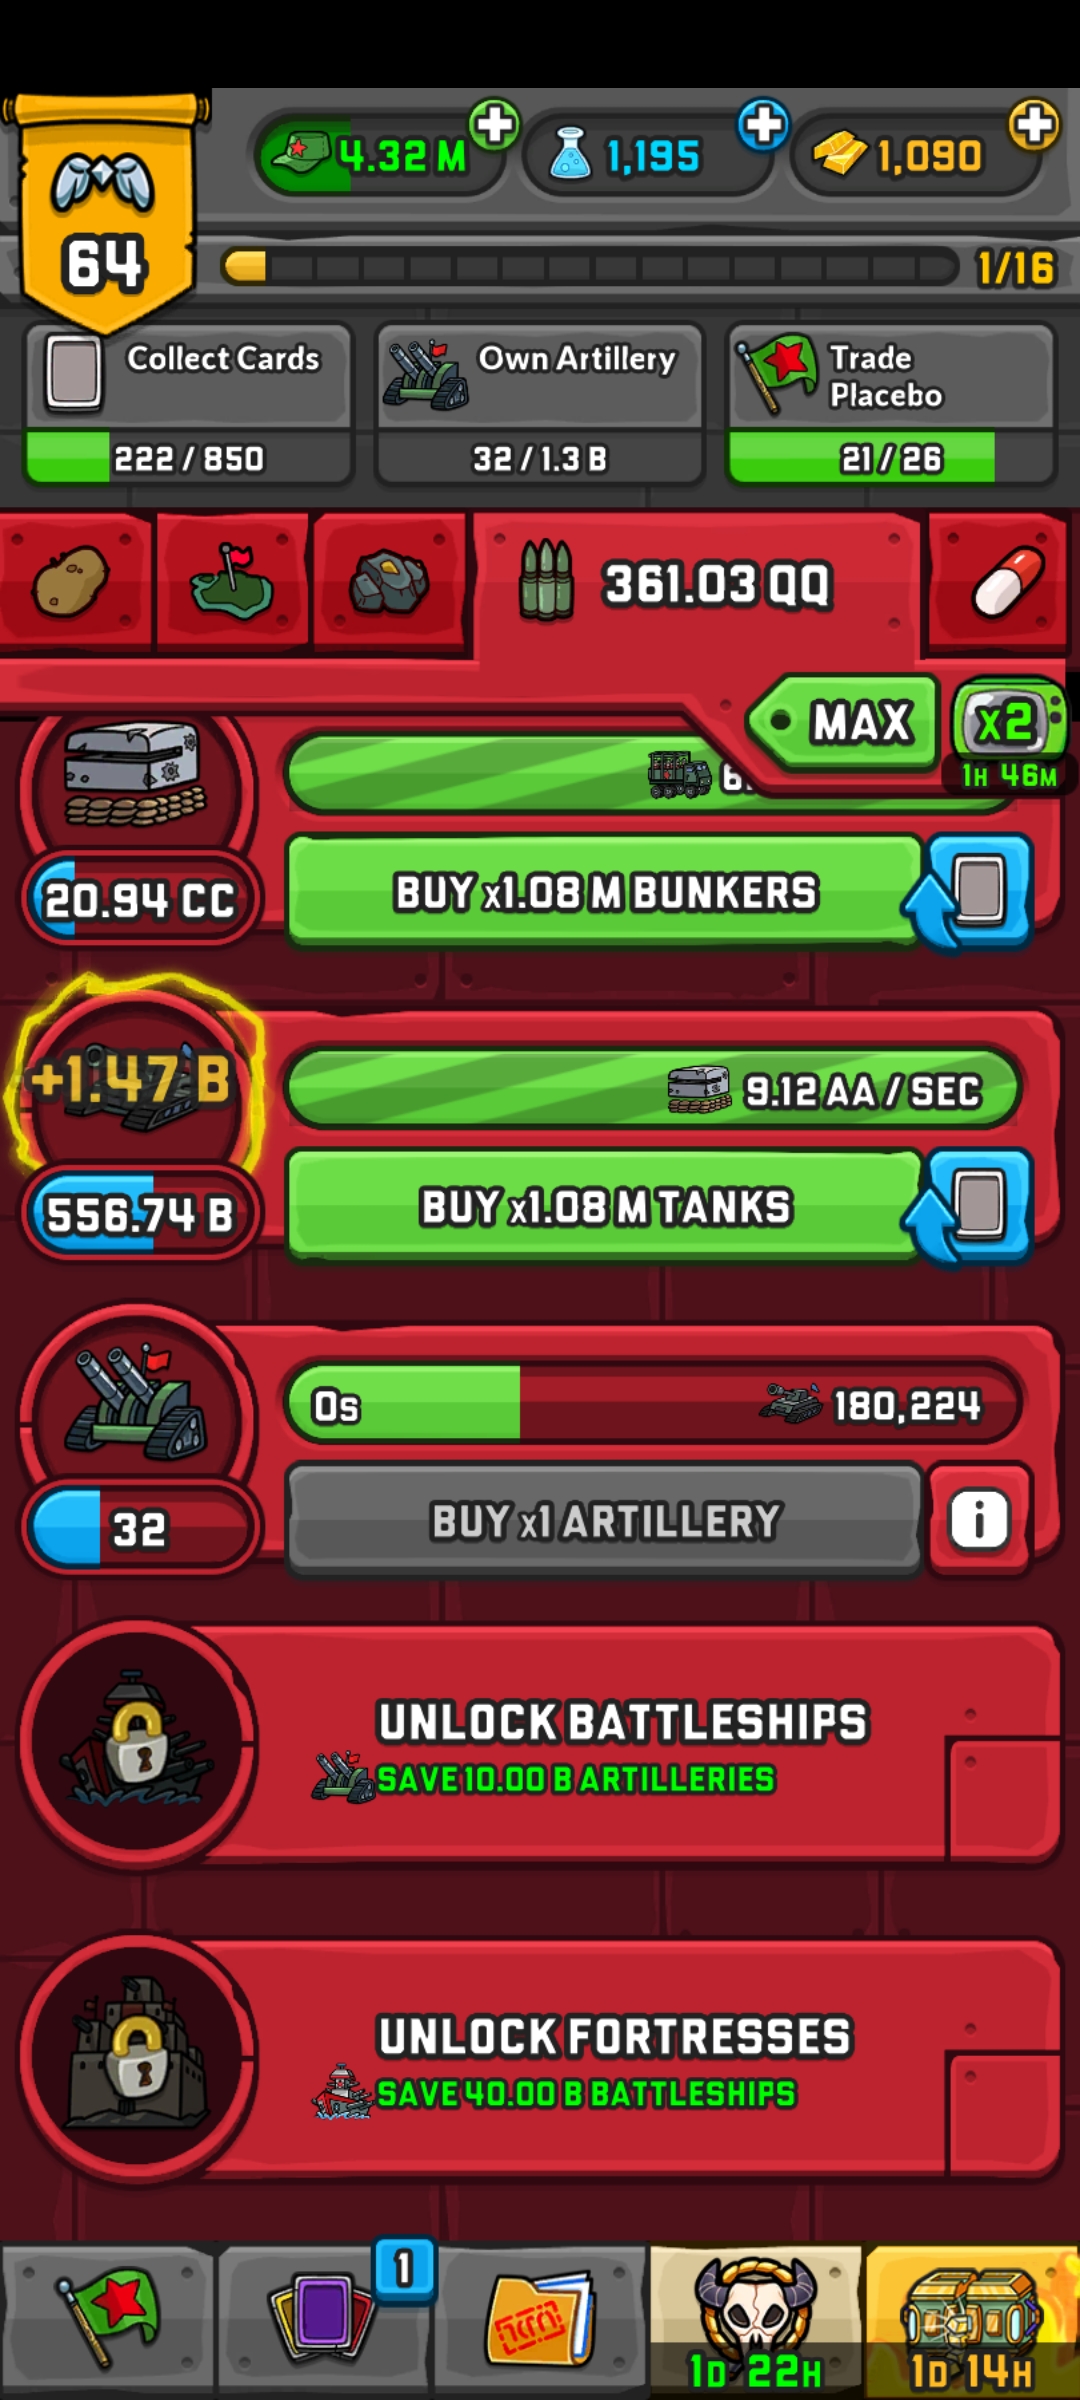 64
4.32 M
1,195
1,090
1/16
Collect Cards
222 / 850
Own Artillery
32 / 1.3 B
Trade
Placebo
21 / 26
361.03 QQ
MAX
x2
1H 46M
20.94 CC
BUY x1.08 M BUNKERS
+1.47 B
9.12 AA / SEC
556.74 B
BUY x1.08 M TANKS
0s
180,224
32
BUY x1 ARTILLERY
i
UNLOCK BATTLESHIPS
SAVE 10.00 B ARTILLERIES
UNLOCK FORTRESSES
SAVE 40.00 B BATTLESHIPS
1
1D 22H
1D 14H